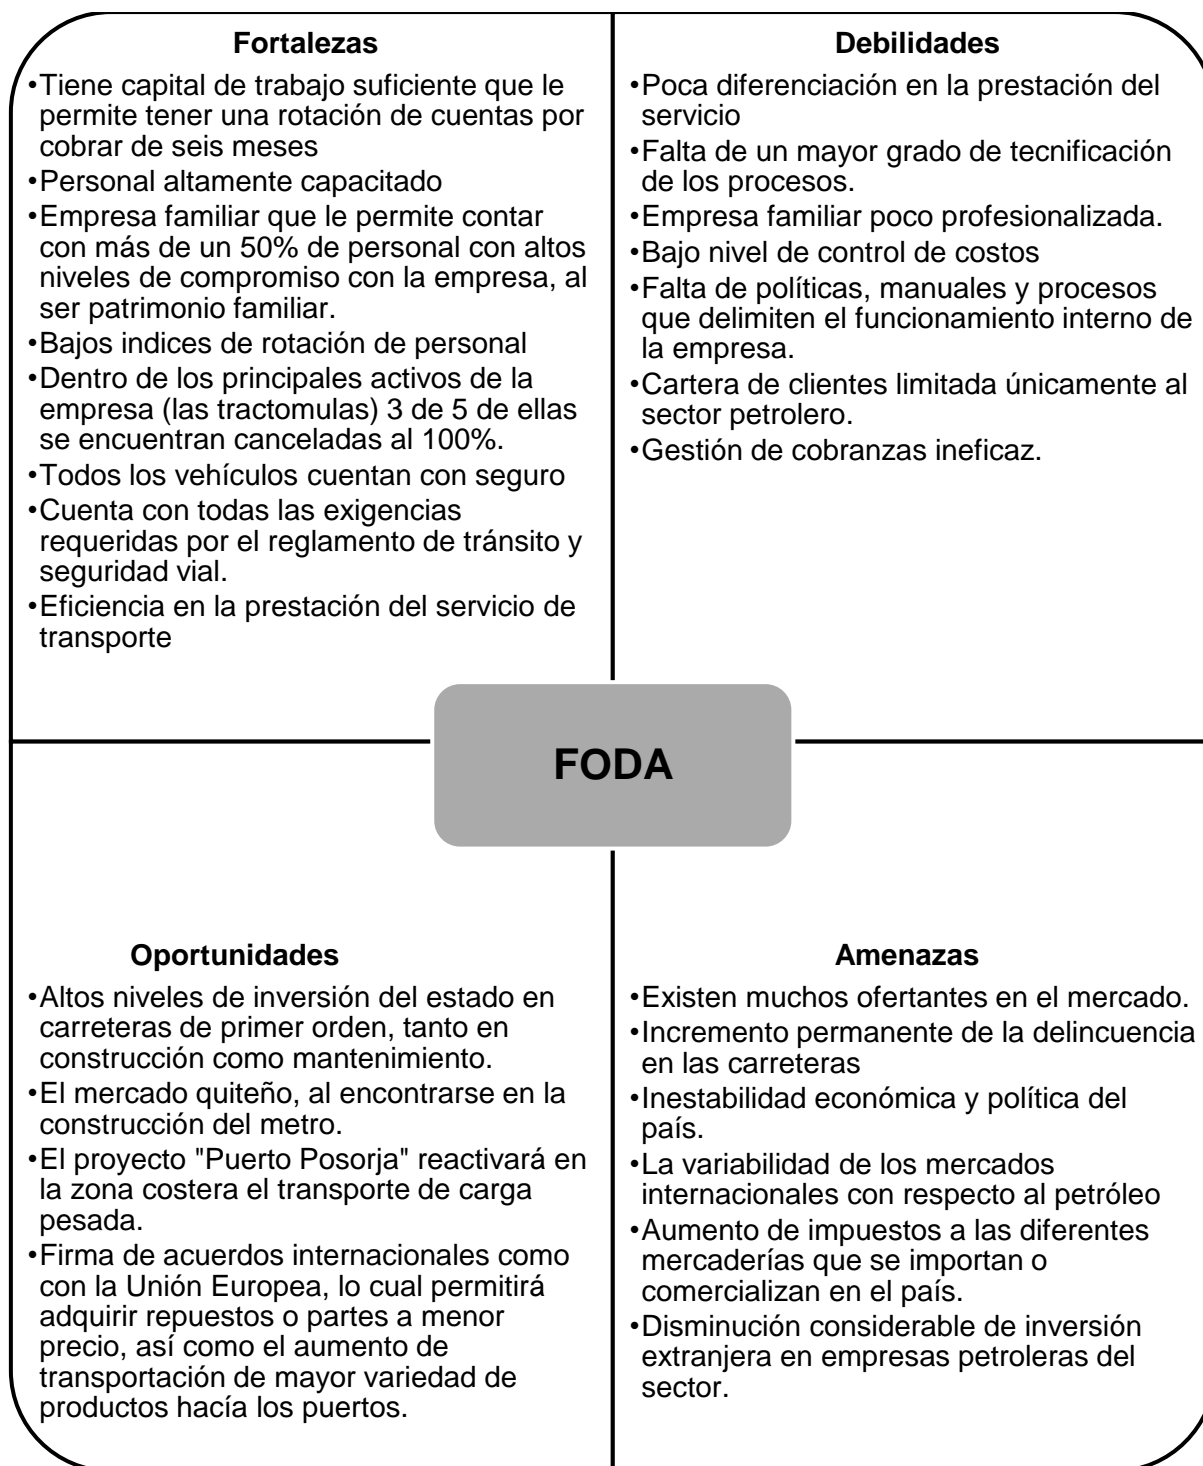 Fortalezas
•Tiene capital de trabajo suficiente que le
permite tener una rotación de cuentas por
cobrar de seis meses
•Personal altamente capacitado
•Empresa familiar que le permite contar
con más de un 50% de personal con altos
niveles de compromiso con la empresa, al
ser patrimonio familiar.
•Bajos indices de rotación de personal
•Dentro de los principales activos de la
empresa (las tractomulas) 3 de 5 de ellas
se encuentran canceladas al 100%.
•Todos los vehículos cuentan con seguro
•Cuenta con todas las exigencias
requeridas por el reglamento de tránsito y
seguridad vial.
•Eficiencia en la prestación del servicio de
transporte
Debilidades
•Poca diferenciación en la prestación del
servicio
•Falta de un mayor grado de tecnificación
de los procesos.
•Empresa familiar poco profesionalizada.
•Bajo nivel de control de costos
•Falta de políticas, manuales y procesos
que delimiten el funcionamiento interno de
la empresa.
•Cartera de clientes limitada únicamente al
sector petrolero.
•Gestión de cobranzas ineficaz.
FODA
Oportunidades
•Altos niveles de inversión del estado en
carreteras de primer orden, tanto en
construcción como mantenimiento.
•El mercado quiteño, al encontrarse en la
construcción del metro.
•El proyecto "Puerto Posorja" reactivará en
la zona costera el transporte de carga
pesada.
•Firma de acuerdos internacionales como
con la Unión Europea, lo cual permitirá
adquirir repuestos o partes a menor
precio, así como el aumento de
transportación de mayor variedad de
productos hacía los puertos.
Amenazas
•Existen muchos ofertantes en el mercado.
•Incremento permanente de la delincuencia
en las carreteras
•Inestabilidad económica y política del
país.
•La variabilidad de los mercados
internacionales con respecto al petróleo
•Aumento de impuestos a las diferentes
mercaderías que se importan o
comercializan en el país.
•Disminución considerable de inversión
extranjera en empresas petroleras del
sector.